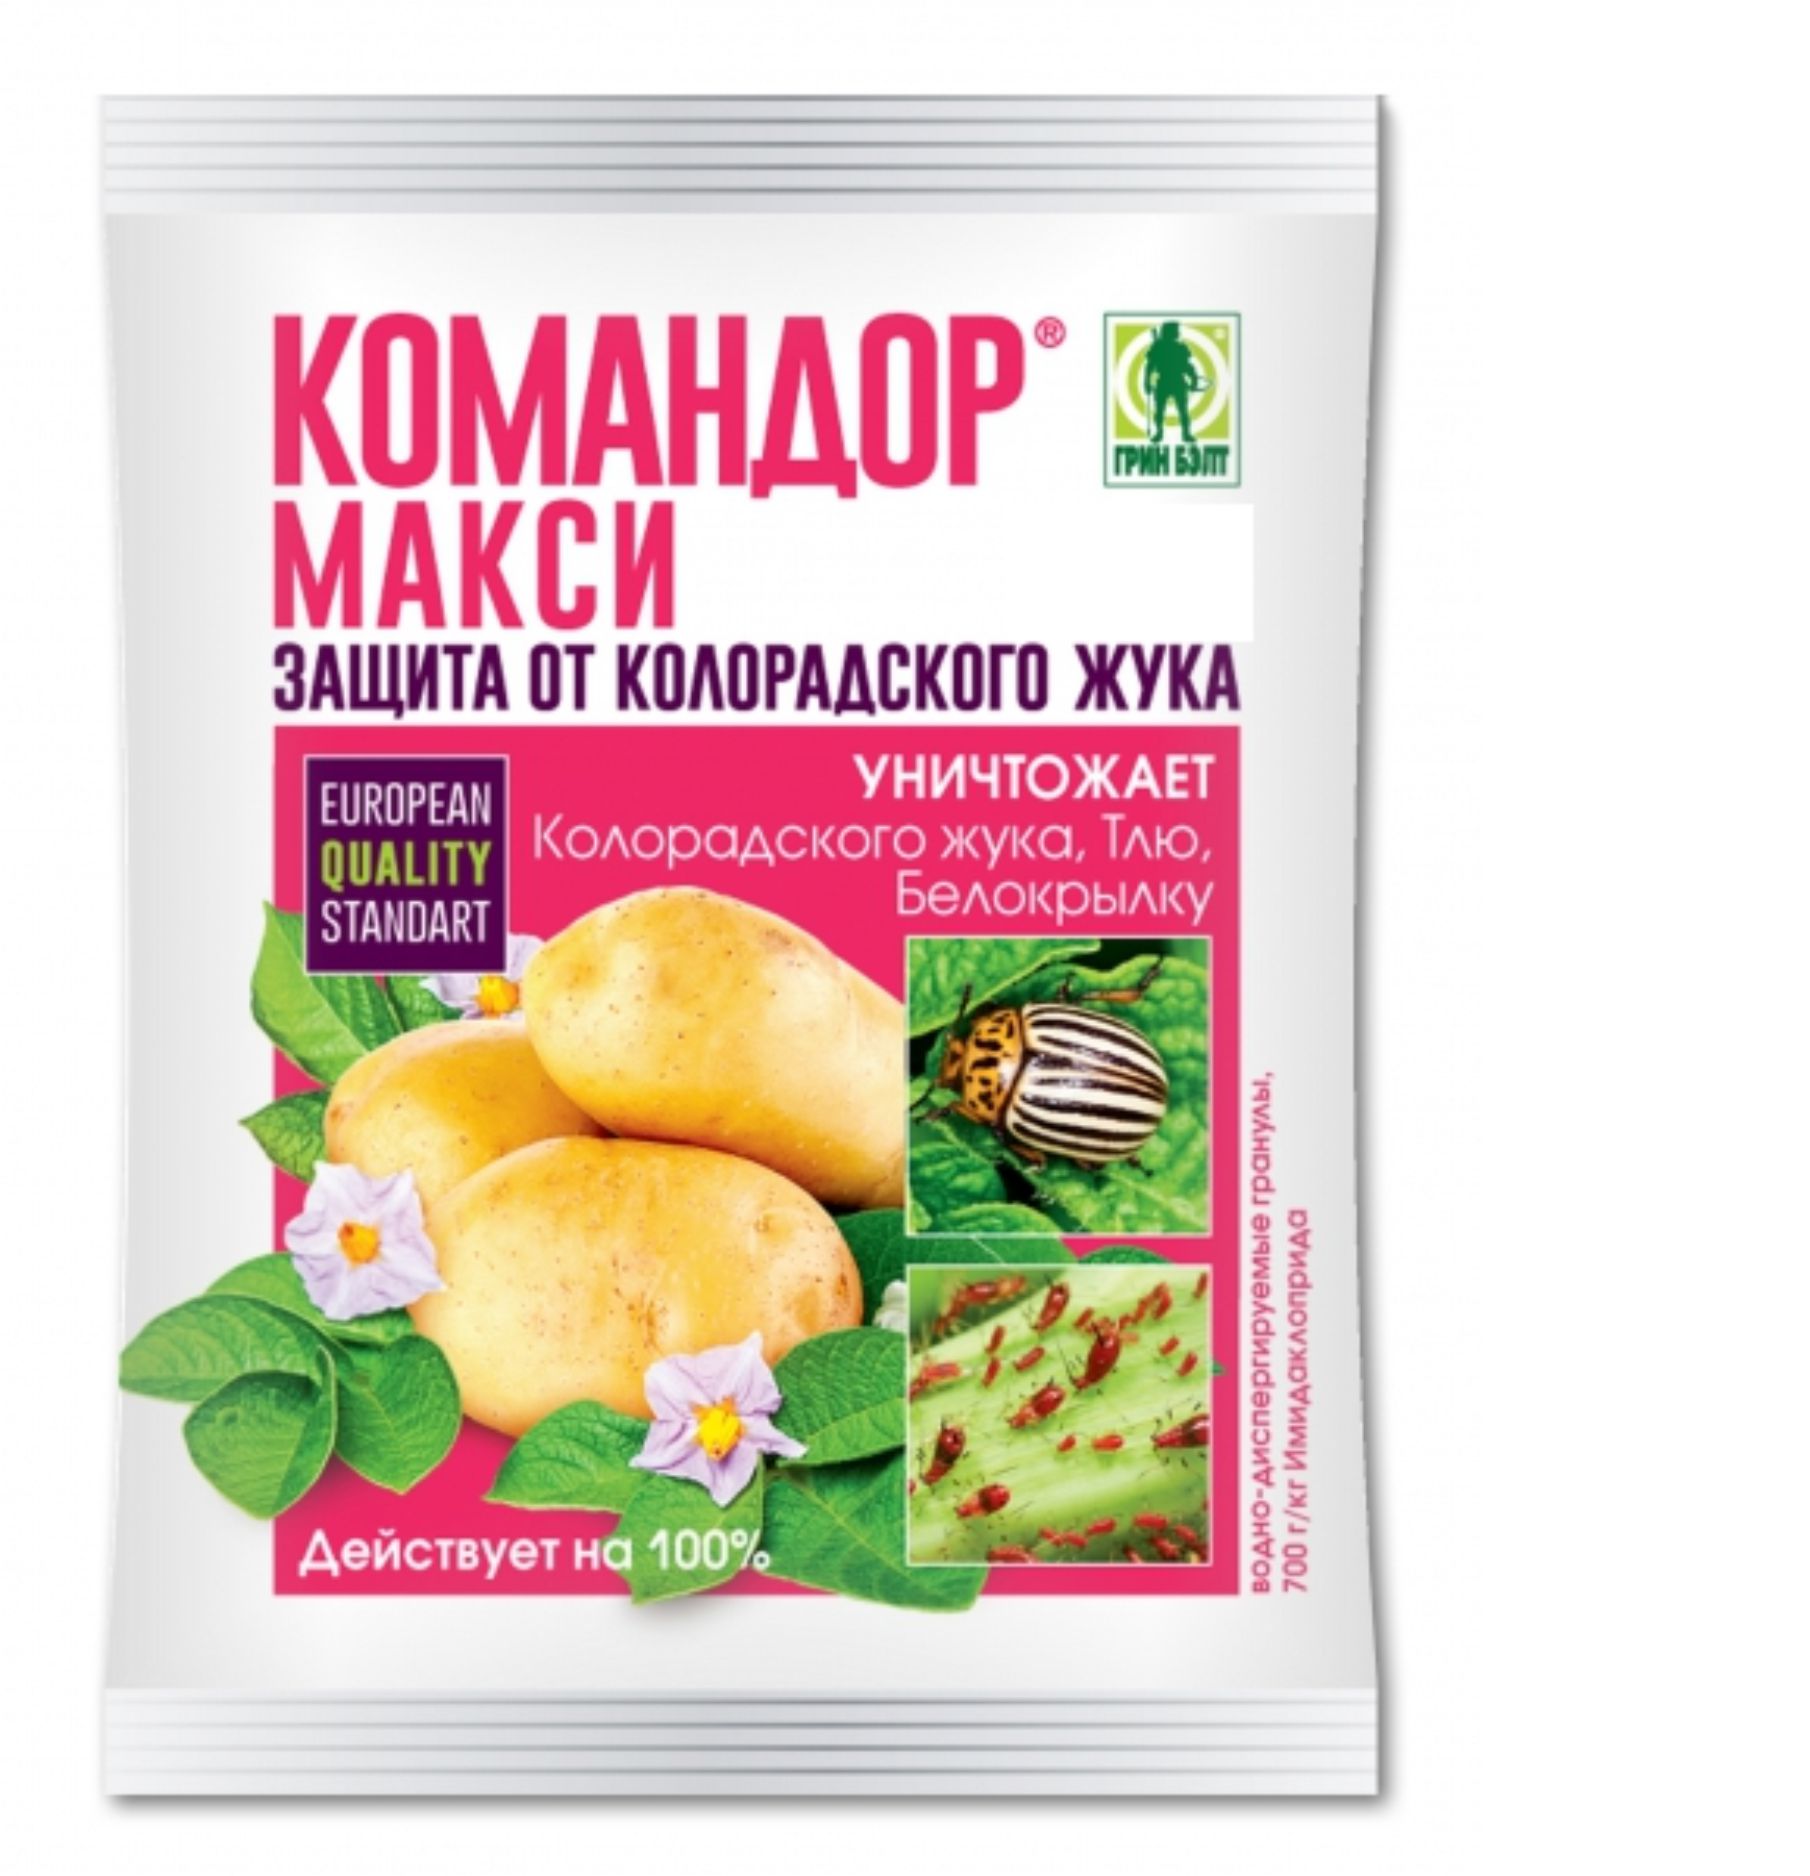 КОМАНДОР®
ГРИН БЭЛТ
МАКСИ
ЗАЩИТА ОТ КОЛОРАДСКОГО ЖУКА
EUROPEAN
QUALITY
STANDART
УНИЧТОЖАЕТ
Колорадского жука, Тлю,
Белокрылку
Действует на 100%
водно-диспергируемые гранулы,
700 г/кг Имидаклоприда